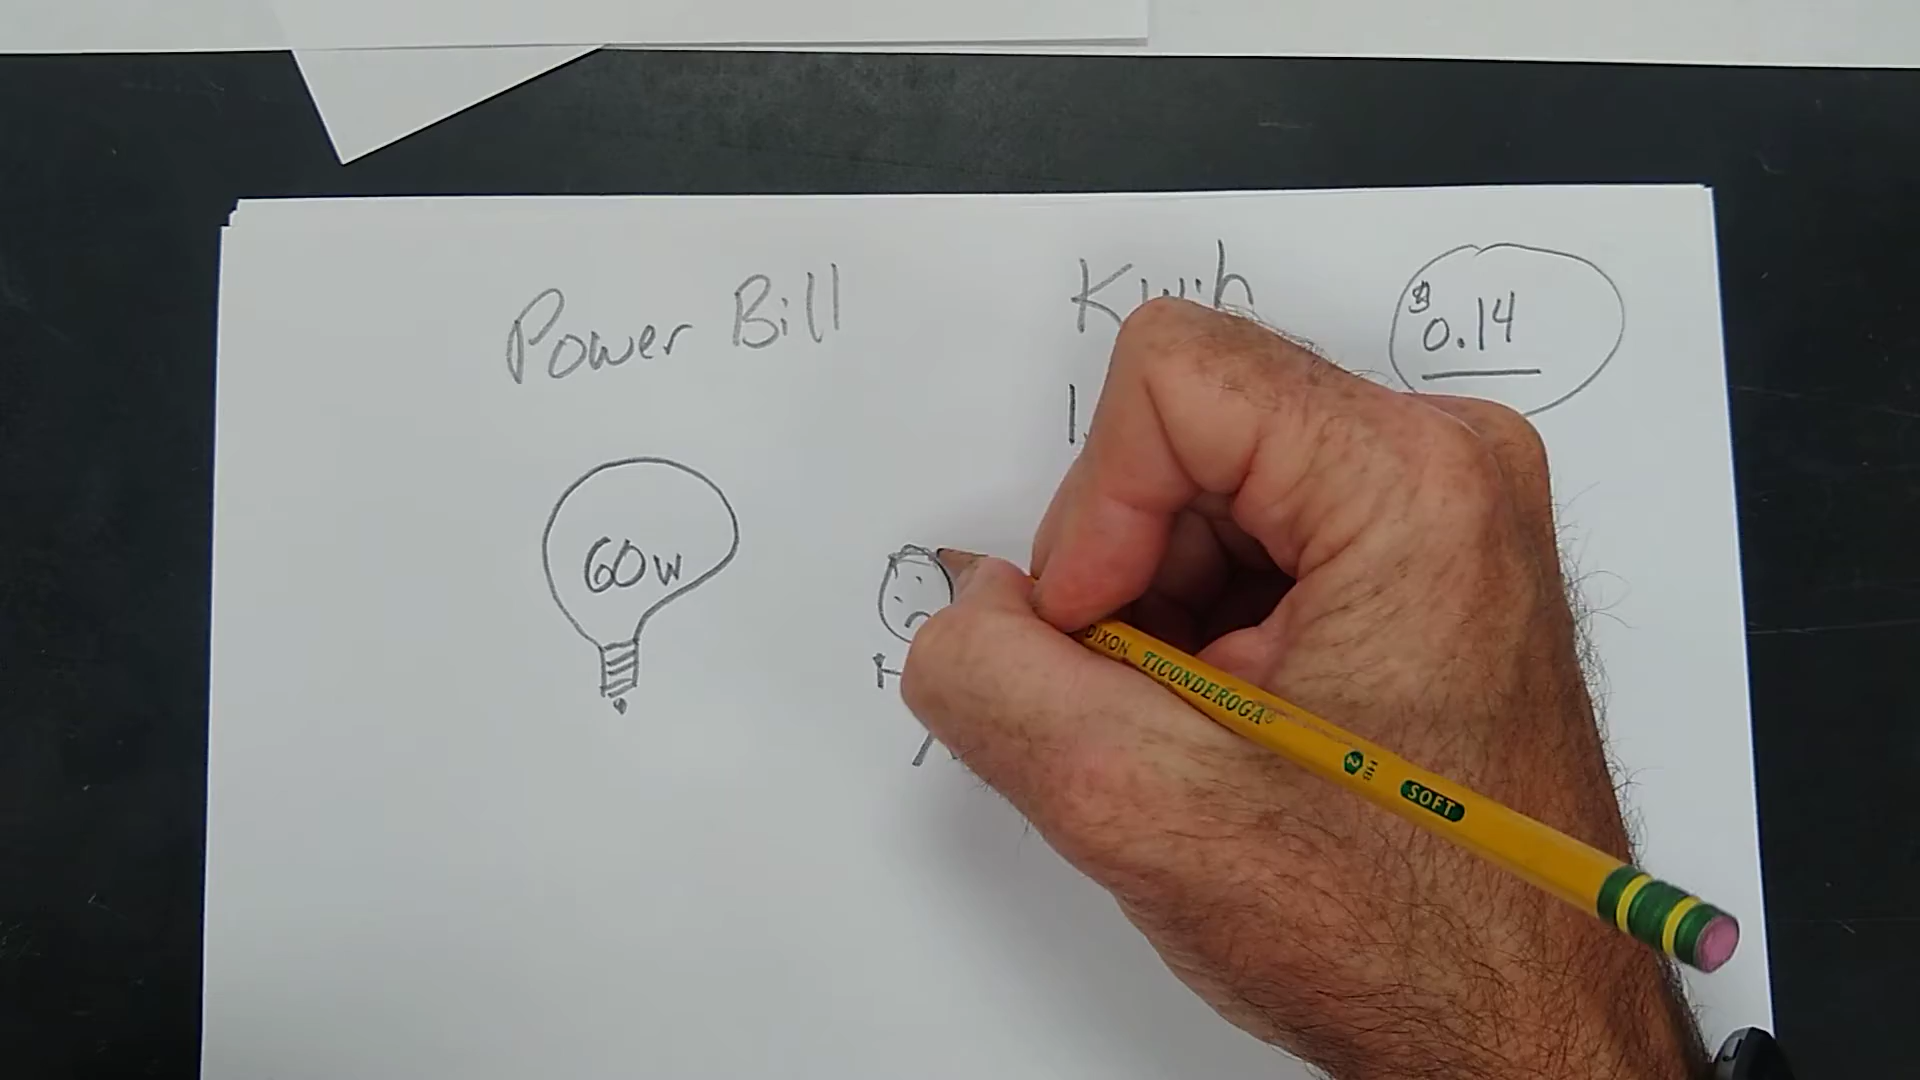 Power Bill
Kwh
$0.14
60w
DIXON TICONDEROGA® 2 HB SOFT